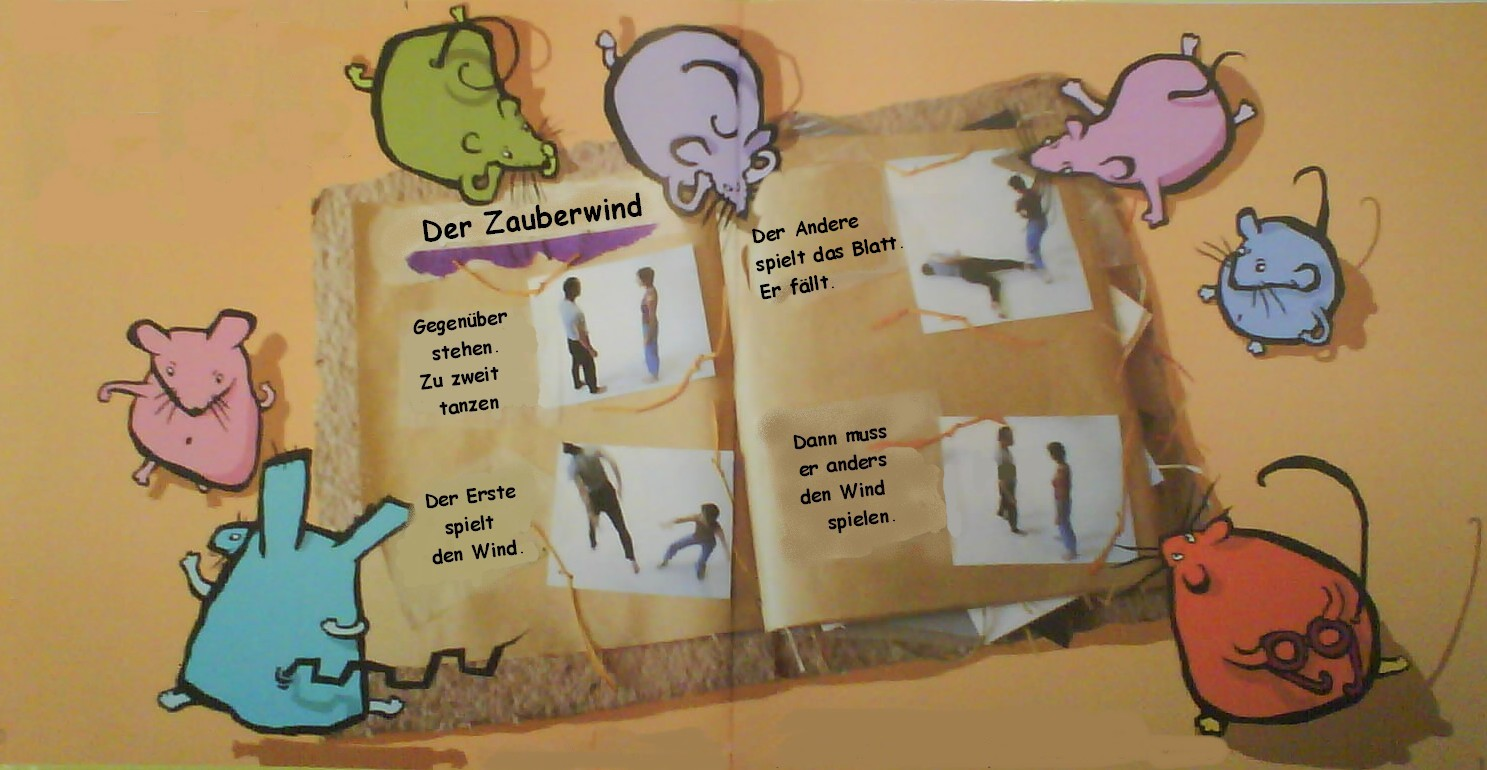 Der Zauberwind
Gegenüber
stehen.
Zu zweit
tanzen
Der Erste
spielt
den Wind.
Der Andere
spielt das Blatt.
Er fällt.
Dann muss
er anders
den Wind
spielen.